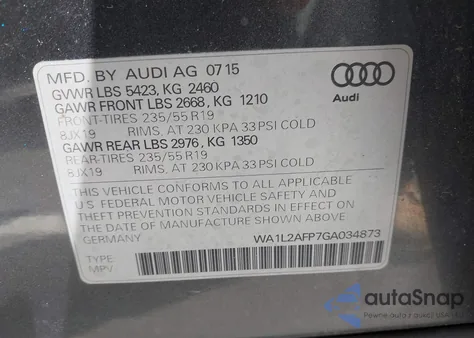 MFD. BY AUDI AG 07 15
GVWR LBS 5423, KG 2460
GAWR FRONT LBS 2668, KG 1210
FRONT-TIRES 235/55 R19
8JX19 RIMS, AT 230 KPA 33 PSI COLD
GAWR REAR LBS 2976, KG 1350
REAR-TIRES 235/55 R19
8JX19 RIMS, AT 230 KPA 33 PSI COLD
Audi
THIS VEHICLE CONFORMS TO ALL APPLICABLE
U S FEDERAL MOTOR VEHICLE SAFETY AND
THEFT PREVENTION STANDARDS IN EFFECT ON
THE DATE OF MANUFACTURE SHOWN ABOVE
GERMANY WA1L2AFP7GA034873
TYPE
MPV
autoSnap
Pewne auto z aukcji USA